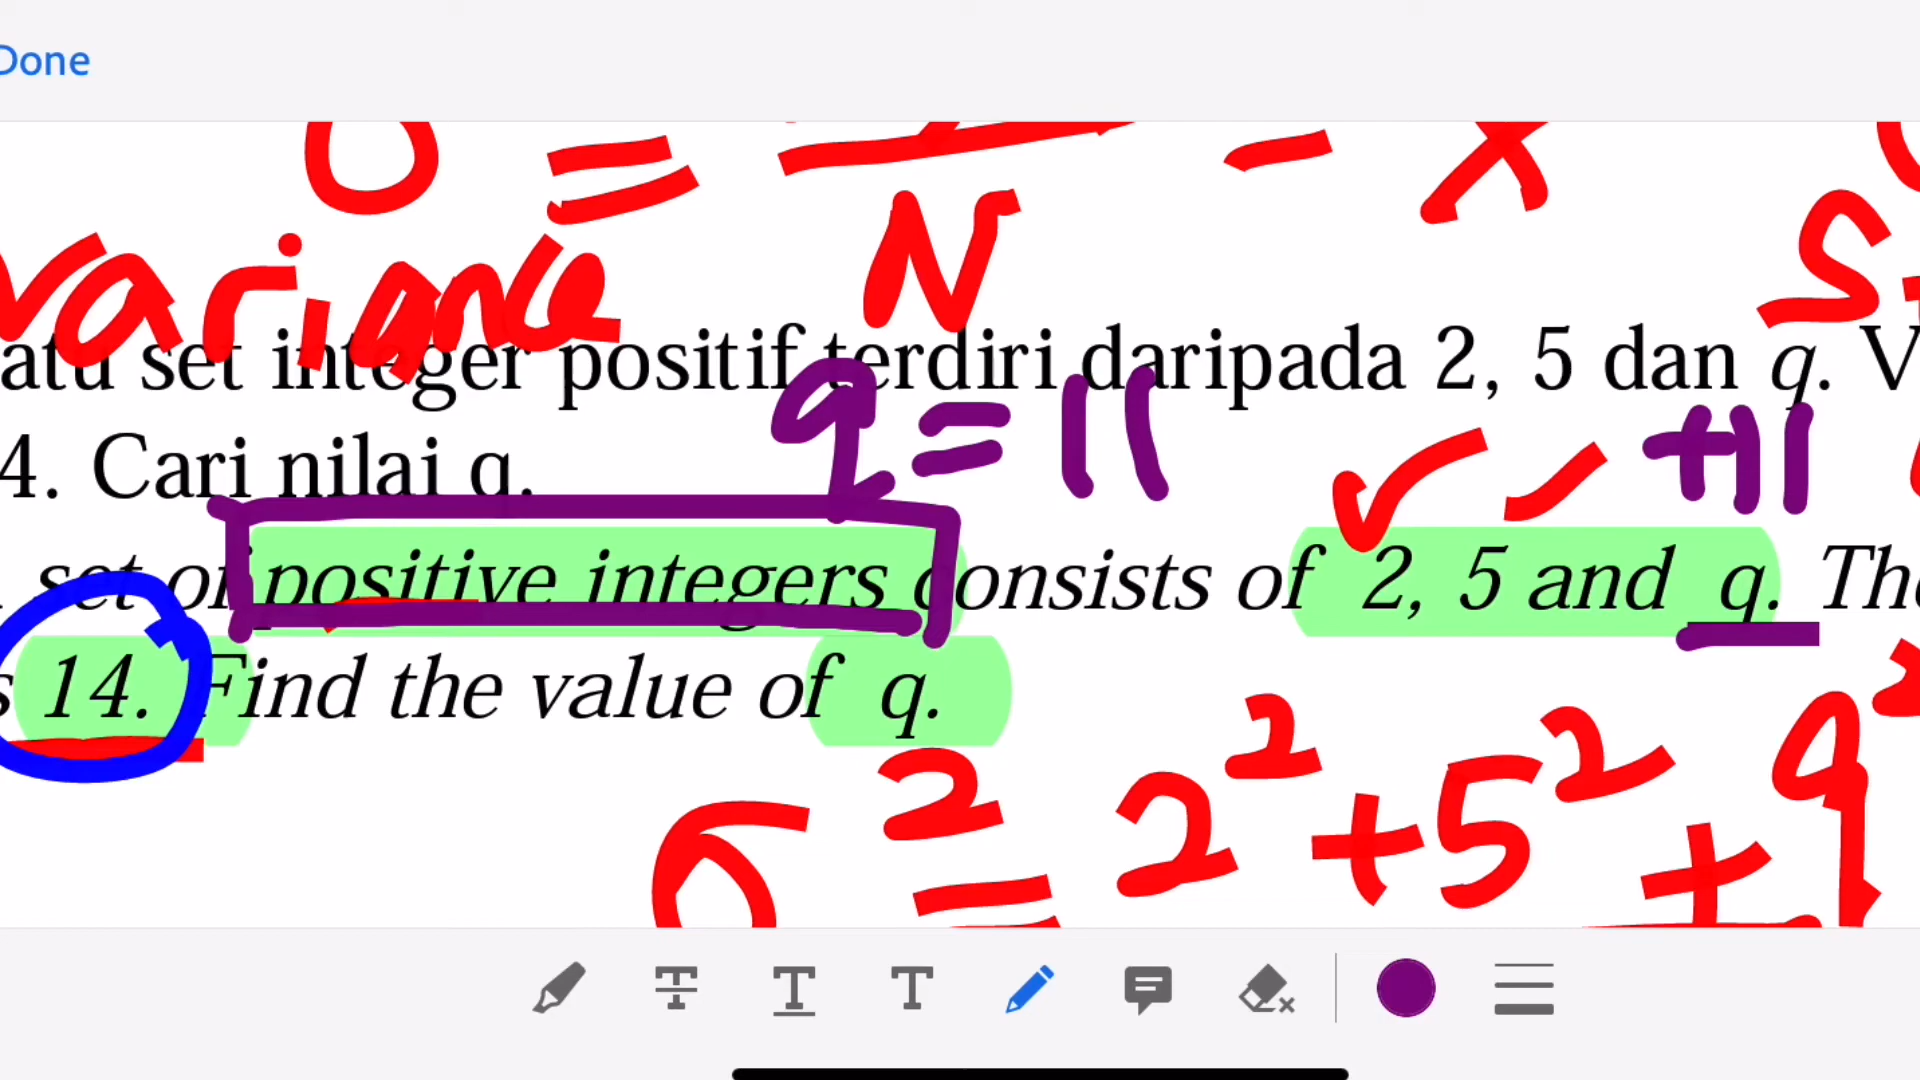 Done
σ = — N - x
variance
S
atu set integer positif terdiri daripada 2, 5 dan q. V
q = 11
4. Cari nilai q.
+11
set of positive integers consists of 2, 5 and q. The
s 14. Find the value of q.
σ² = 2² + 5² + q²